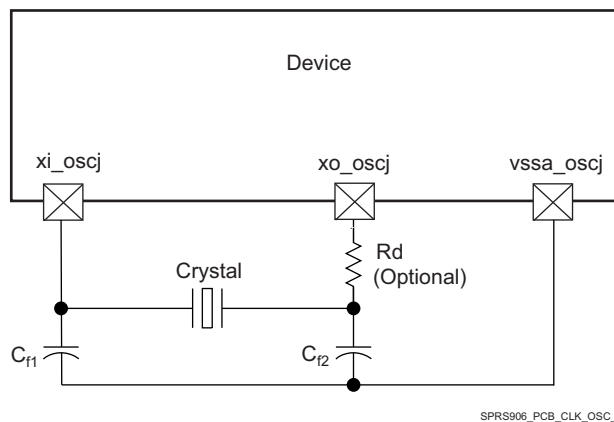 Device
xi_oscj
xo_oscj
vssa_oscj
Rd
(Optional)
Crystal
Cf1
Cf2
SPRS906_PCB_CLK_OSC_